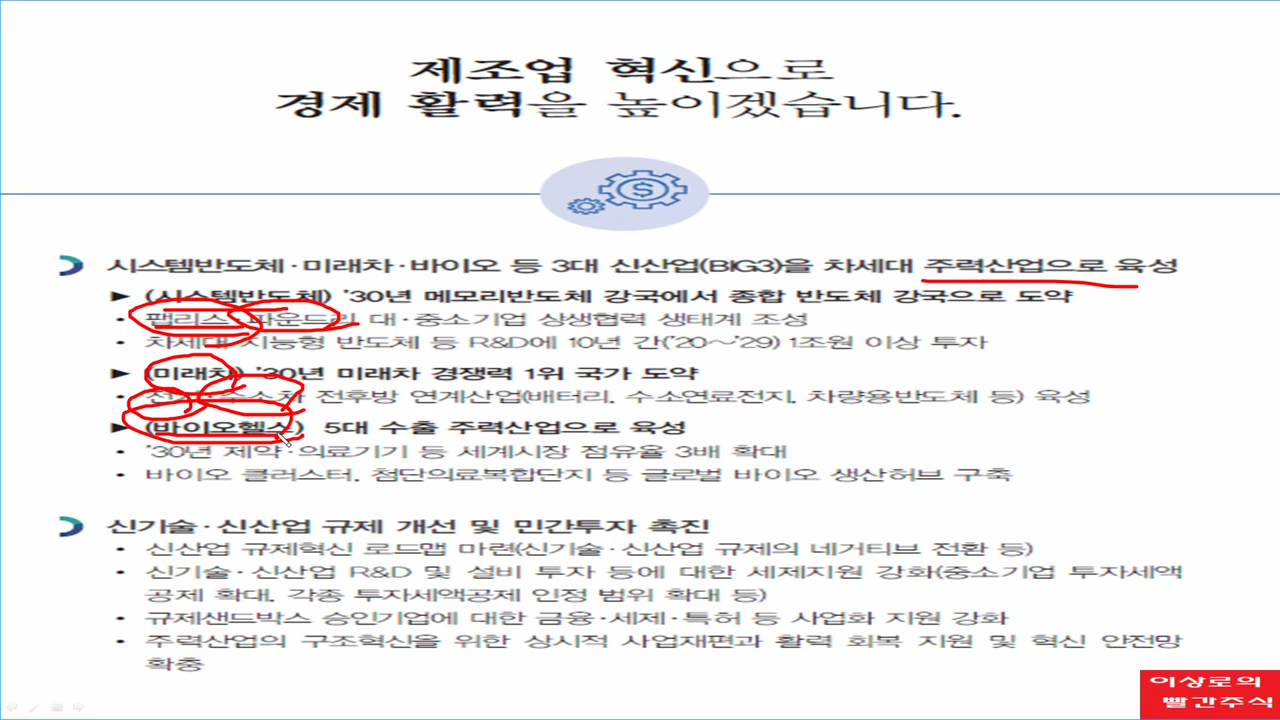 제조업 혁신으로
경제 활력을 높이겠습니다.
시스템반도체·미래차·바이오 등 3대 신산업(BIG3)을 차세대 주력산업으로 육성
► (시스템반도체) '30년 메모리반도체 강국에서 종합 반도체 강국으로 도약
• 팹리스·파운드리 대·중소기업 상생협력 생태계 조성
• 차세대 지능형 반도체 등 R&D에 10년 간('20~'29) 1조원 이상 투자
► (미래차) '30년 미래차 경쟁력 1위 국가 도약
• 전기·수소차 전후방 연계산업(배터리, 수소연료전지, 차량용반도체 등) 육성
► (바이오헬스) 5대 수출 주력산업으로 육성
• '30년 제약·의료기기 등 세계시장 점유율 3배 확대
• 바이오 클러스터, 첨단의료복합단지 등 글로벌 바이오 생산허브 구축
신기술·신산업 규제 개선 및 민간투자 촉진
• 신산업 규제혁신 로드맵 마련(신기술·신산업 규제의 네거티브 전환 등)
• 신기술·신산업 R&D 및 설비 투자 등에 대한 세제지원 강화(중소기업 투자세액
공제 확대, 각종 투자세액공제 인정 범위 확대 등)
• 규제샌드박스 승인기업에 대한 금융·세제·특허 등 사업화 지원 강화
• 주력산업의 구조혁신을 위한 상시적 사업재편과 활력 회복 지원 및 혁신 안전망
확충
이상로의
빨간주식